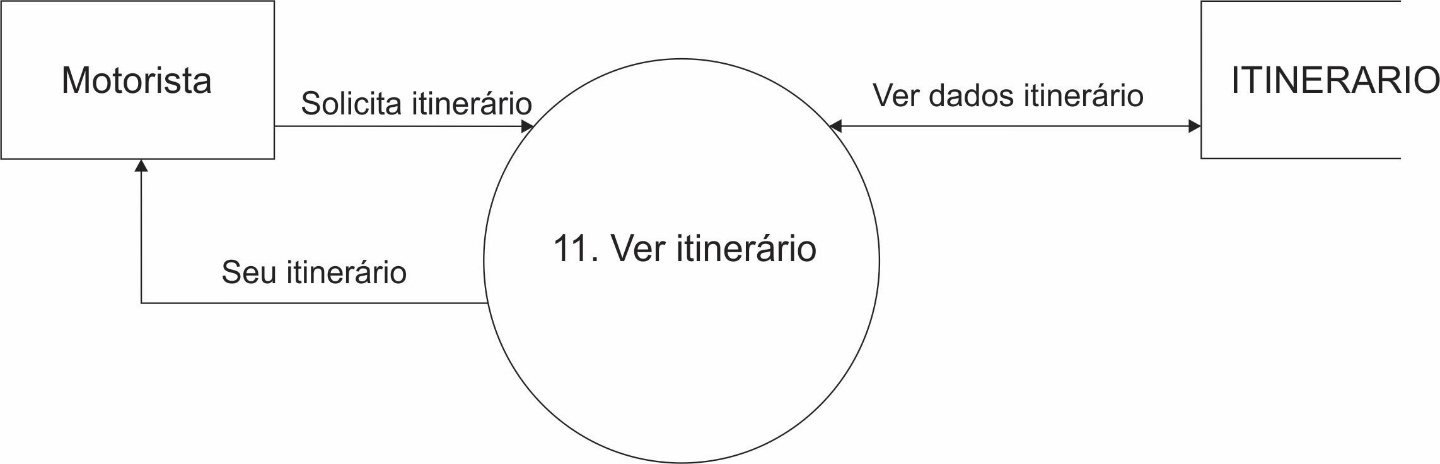 Motorista
Solicita itinerário
Ver dados itinerário
ITINERARIO
11. Ver itinerário
Seu itinerário